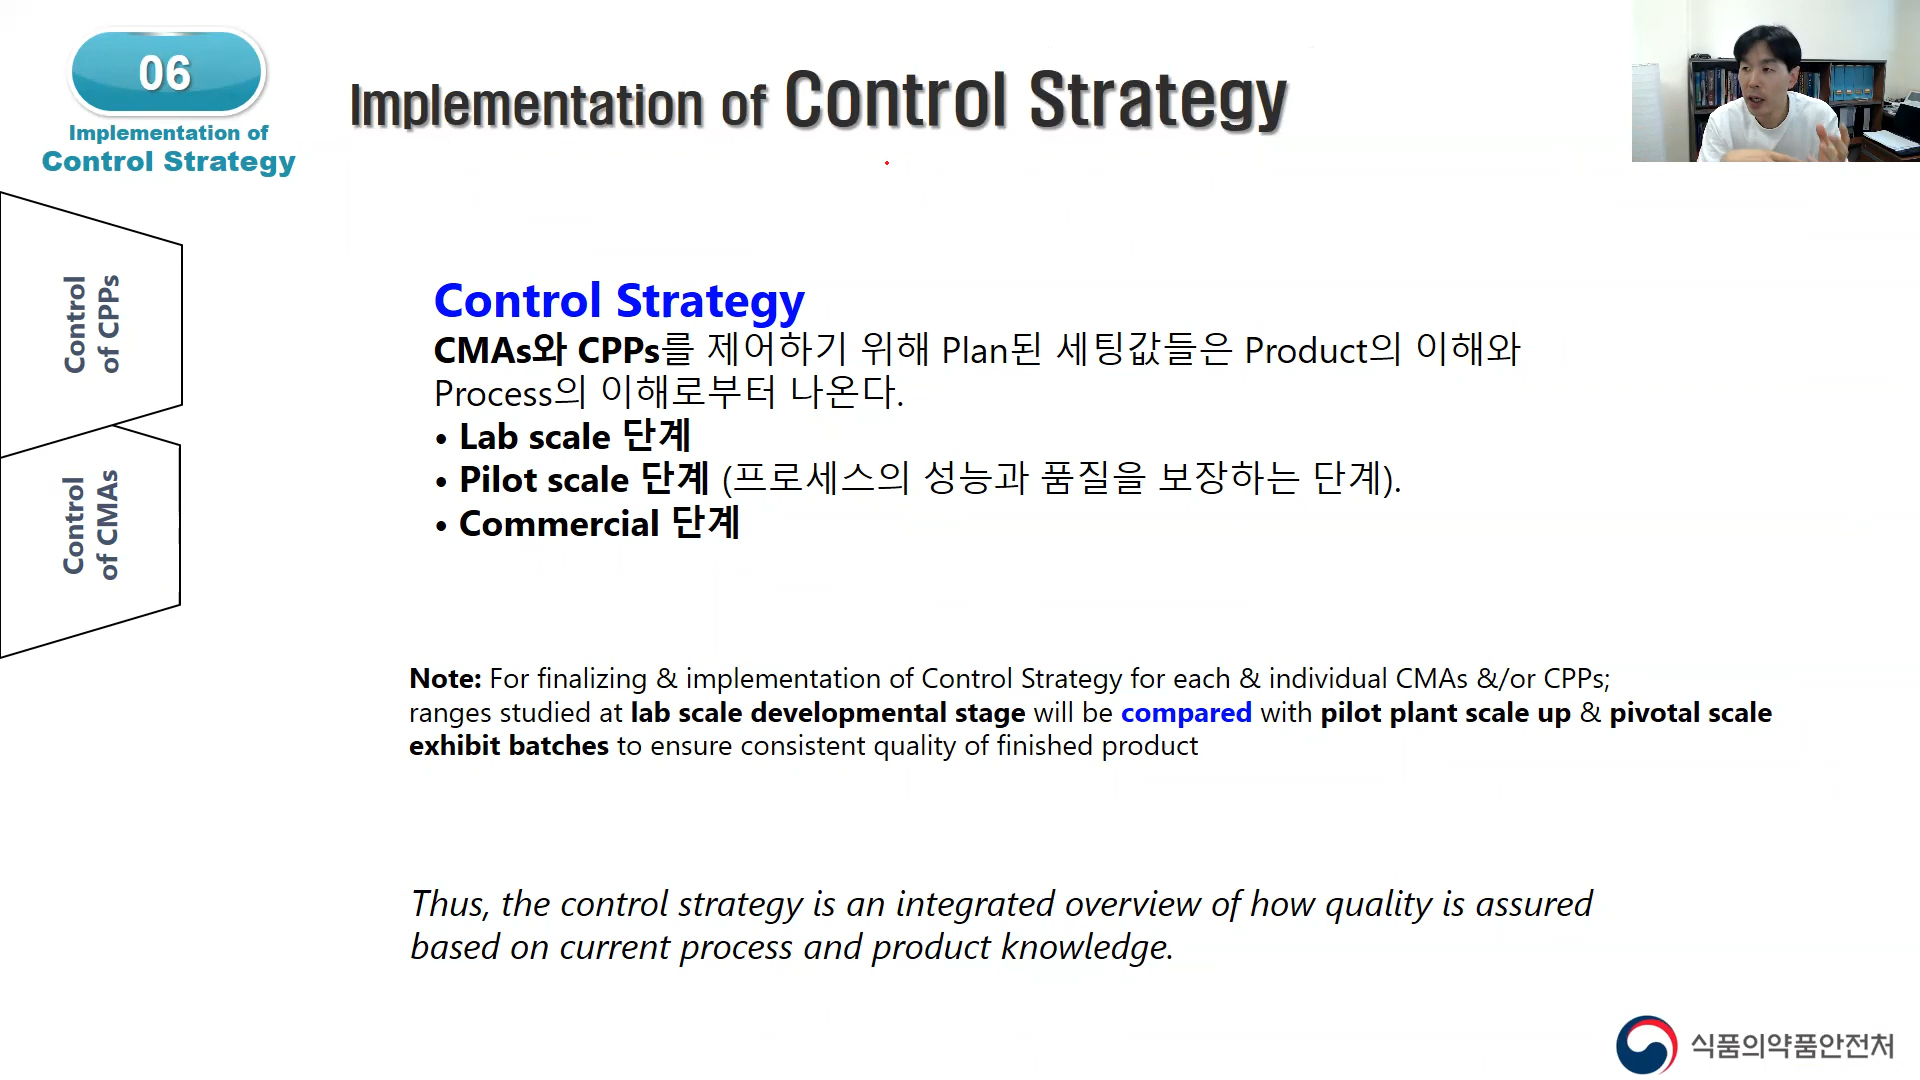 06
Implementation of
Control Strategy
Implementation of Control Strategy
Control
of CPPs
Control
of CMAs
Control Strategy
CMAs와 CPPs를 제어하기 위해 Plan된 세팅값들은 Product의 이해와
Process의 이해로부터 나온다.
• Lab scale 단계
• Pilot scale 단계 (프로세스의 성능과 품질을 보장하는 단계).
• Commercial 단계
Note: For finalizing & implementation of Control Strategy for each & individual CMAs &/or CPPs;
ranges studied at lab scale developmental stage will be compared with pilot plant scale up & pivotal scale
exhibit batches to ensure consistent quality of finished product
Thus, the control strategy is an integrated overview of how quality is assured
based on current process and product knowledge.
식품의약품안전처